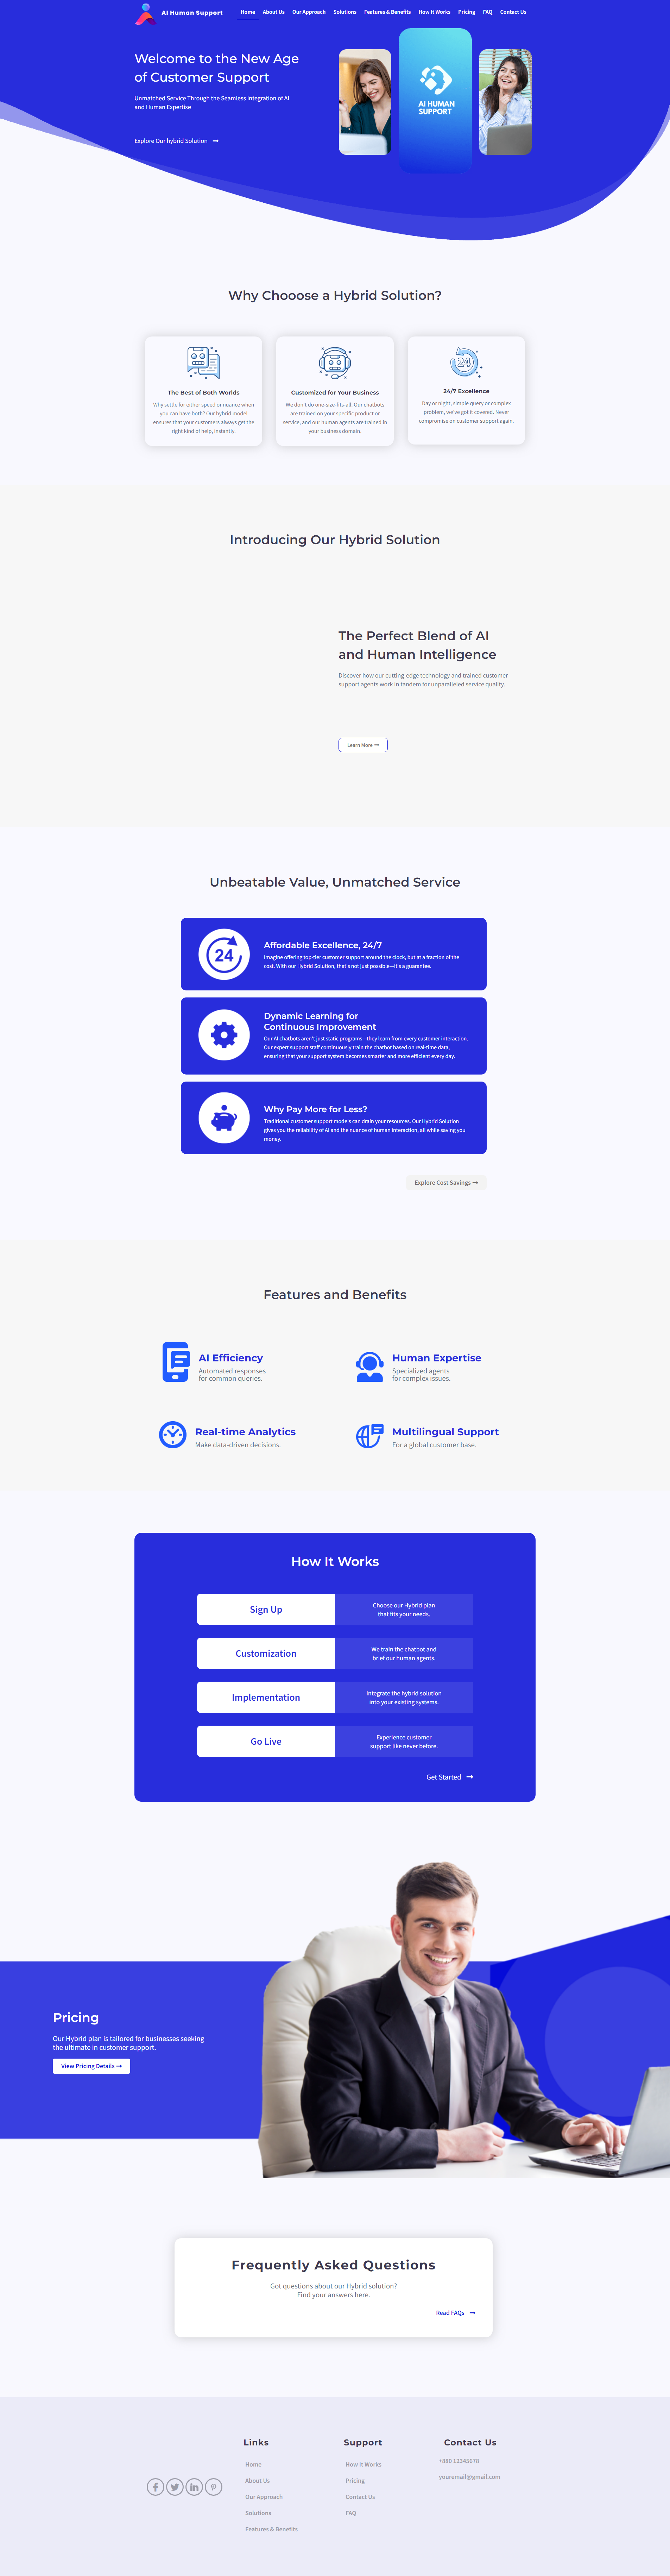 AI Human Support
Home
About Us
Our Approach
Solutions
Features & Benefits
How It Works
Pricing
FAQ
Contact Us
Welcome to the New Age
of Customer Support
Unmatched Service Through the Seamless Integration of AI
and Human Expertise
Explore Our hybrid Solution
AI HUMAN
SUPPORT
Why Chooose a Hybrid Solution?
The Best of Both Worlds
Why settle for either speed or nuance when
you can have both? Our hybrid model
ensures that your customers always get the
right kind of help, instantly.
Customized for Your Business
We don't do one-size-fits-all. Our chatbots
are trained on your specific product or
service, and our human agents are trained in
your business domain.
24
24/7 Excellence
Day or night, simple query or complex
problem, we've got it covered. Never
compromise on customer support again.
Introducing Our Hybrid Solution
The Perfect Blend of AI
and Human Intelligence
Discover how our cutting-edge technology and trained customer
support agents work in tandem for unparalleled service quality.
Learn More
Unbeatable Value, Unmatched Service
24
Affordable Excellence, 24/7
Imagine offering top-tier customer support around the clock, but at a fraction of the
cost. With our Hybrid Solution, that's not just possible—it's a guarantee.
Dynamic Learning for
Continuous Improvement
Our AI chatbots aren't just static programs—they learn from every customer interaction.
Our expert support staff continuously train the chatbot based on real-time data,
ensuring that your support system becomes smarter and more efficient every day.
Why Pay More for Less?
Traditional customer support models can drain your resources. Our Hybrid Solution
gives you the reliability of AI and the nuance of human interaction, all while saving you
money.
Explore Cost Savings
Features and Benefits
AI Efficiency
Automated responses
for common queries.
Human Expertise
Specialized agents
for complex issues.
Real-time Analytics
Make data-driven decisions.
Multilingual Support
For a global customer base.
How It Works
Sign Up
Choose our Hybrid plan
that fits your needs.
Customization
We train the chatbot and
brief our human agents.
Implementation
Integrate the hybrid solution
into your existing systems.
Go Live
Experience customer
support like never before.
Get Started
Pricing
Our Hybrid plan is tailored for businesses seeking
the ultimate in customer support.
View Pricing Details
Frequently Asked Questions
Got questions about our Hybrid solution?
Find your answers here.
Read FAQs
Links
Home
About Us
Our Approach
Solutions
Features & Benefits
Support
How It Works
Pricing
Contact Us
FAQ
Contact Us
+880 12345678
youremail@gmail.com